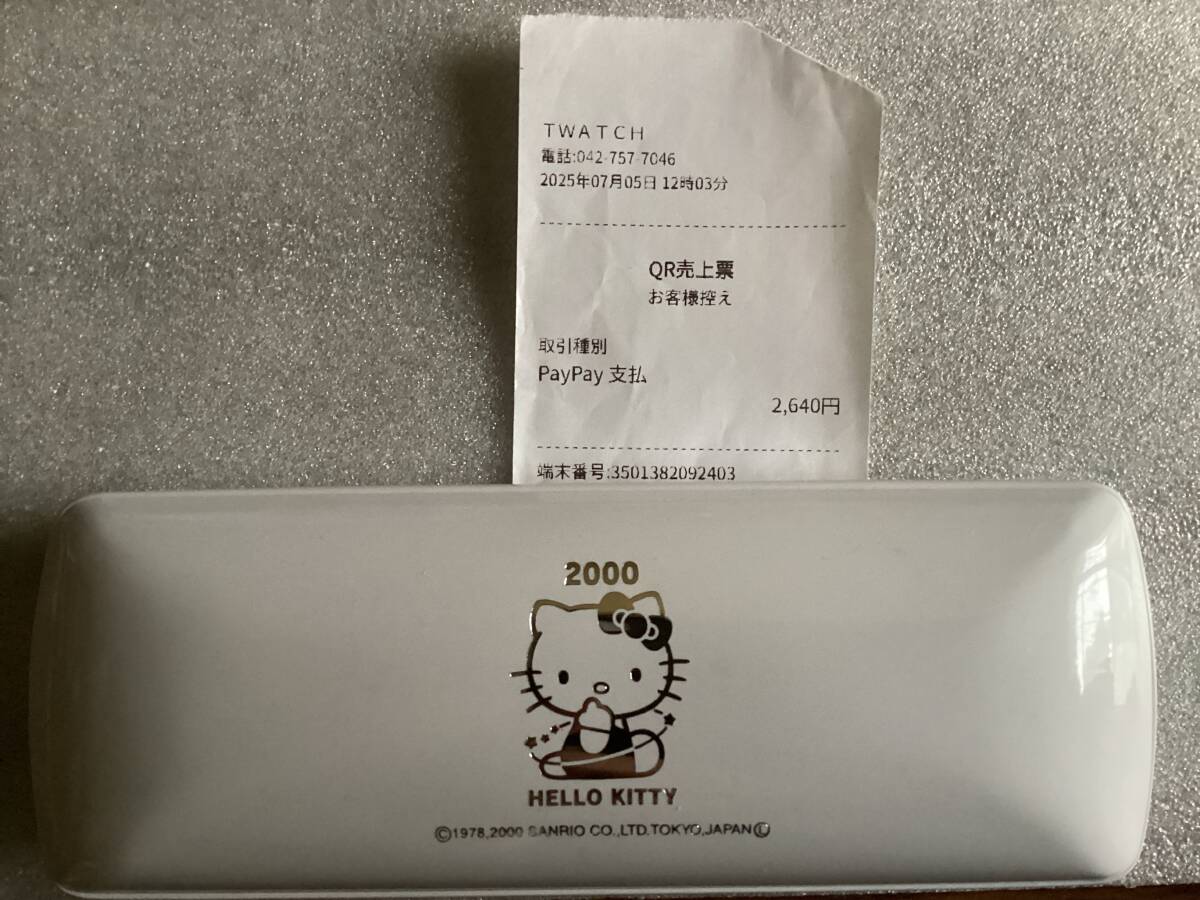 TWATCH
電話:042-757-7046
2025年07月05日 12時03分
QR売上票
お客様控え
取引種別
PayPay 支払
2,640円
端末番号:3501382092403
2000
HELLO KITTY
©1978,2000 SANRIO CO.,LTD.TOKYO,JAPAN Ⓛ